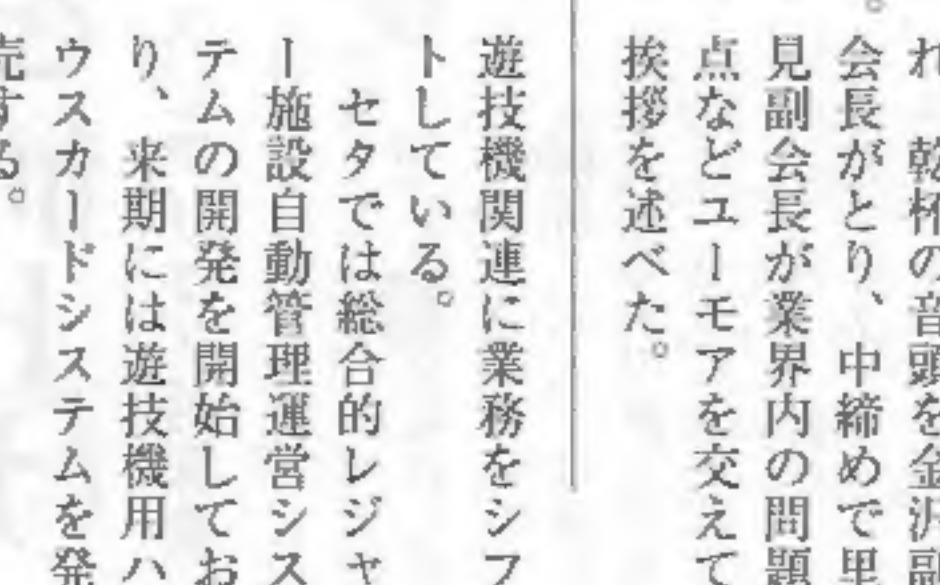 れ、乾杯の音頭を金沢副
会長がとり、中締めで里
見副会長が業界内の問題
点などユーモアを交えて
挨拶を述べた。
遊技機関連に業務をシフ
トしている。
セタでは総合的レジャ
ー施設自動管理運営シス
テムの開発を開始してお
り、来期には遊技機用ハ
ウスカードシステムを発
売する。